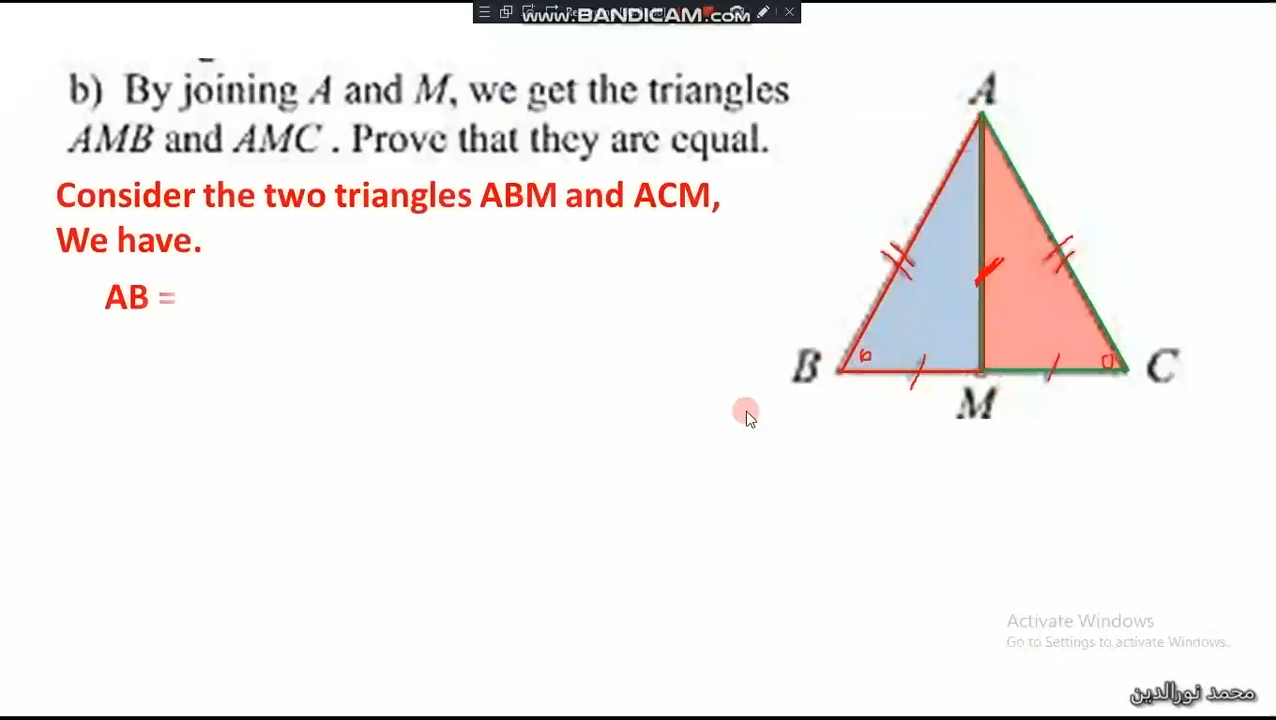 www.BANDICAM.com
b) By joining A and M, we get the triangles
AMB and AMC . Prove that they are equal.
Consider the two triangles ABM and ACM,
We have.
AB =
A
B
C
M
Activate Windows
Go to Settings to activate Windows.
محمد نورالدين